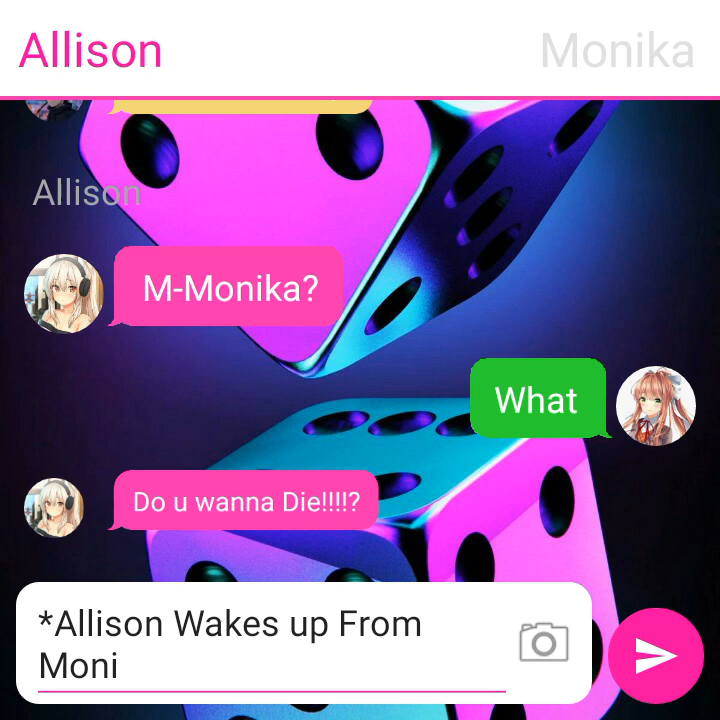 Allison
Monika
Allison
M-Monika?
What
Do u wanna Die!!!!?
*Allison Wakes up From
Moni